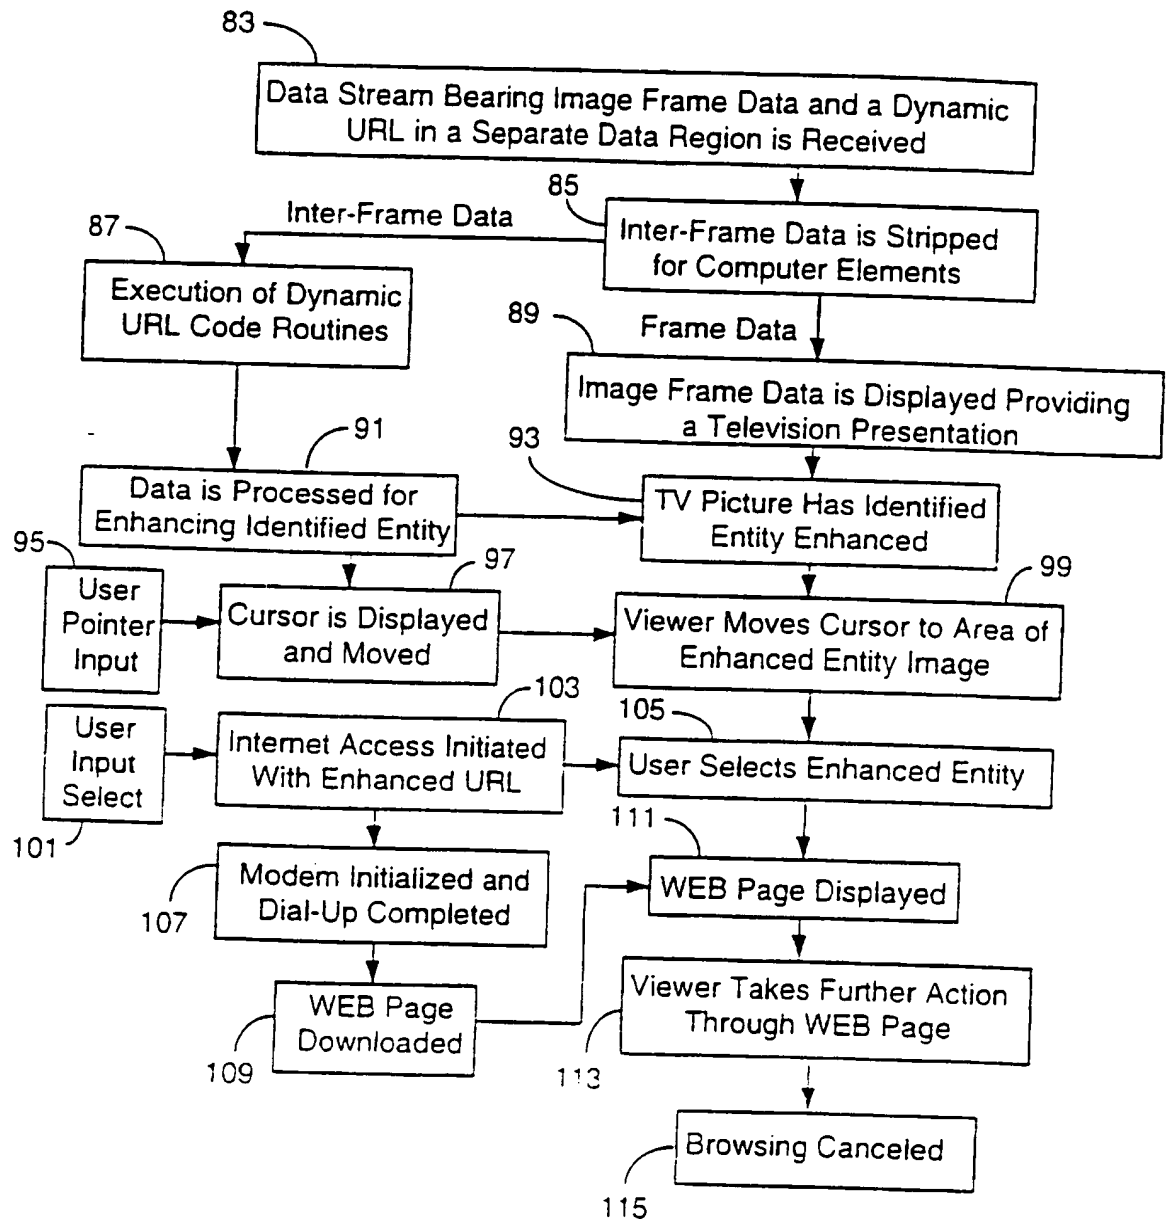 83
Data Stream Bearing Image Frame Data and a Dynamic
URL in a Separate Data Region is Received
85
Inter-Frame Data
87
Inter-Frame Data is Stripped
for Computer Elements
Execution of Dynamic
URL Code Routines
89
Frame Data
Image Frame Data is Displayed Providing
a Television Presentation
91
93
Data is Processed for
Enhancing Identified Entity
TV Picture Has Identified
Entity Enhanced
95
97
99
User
Pointer
Input
Cursor is Displayed
and Moved
Viewer Moves Cursor to Area of
Enhanced Entity Image
103
105
User
Input
Select
Internet Access Initiated
With Enhanced URL
User Selects Enhanced Entity
101
111
107
Modem Initialized and
Dial-Up Completed
WEB Page Displayed
109
WEB Page
Downloaded
Viewer Takes Further Action
Through WEB Page
113
Browsing Canceled
115